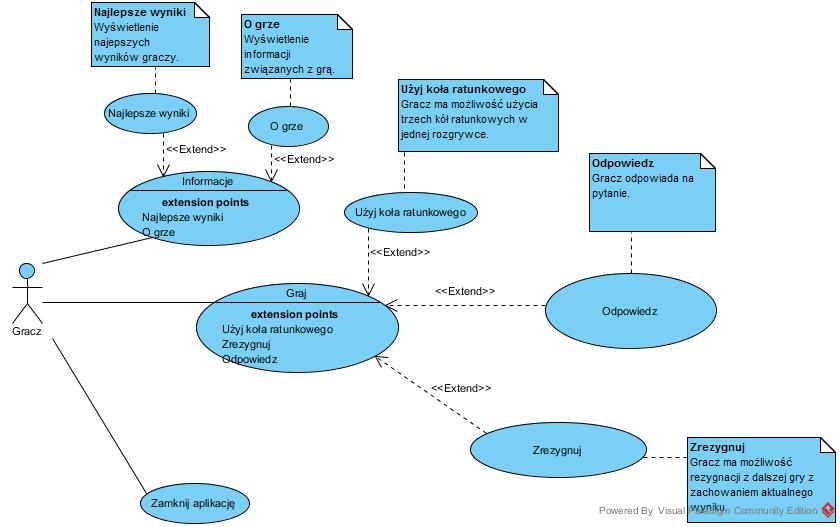 Najlepsze wyniki
Wyświetlenie
najepszych
wyników graczy.
O grze
Wyświetlenie
informacji
związanych z grą.
Użyj koła ratunkowego
Gracz ma możliwość użycia
trzech kół ratunkowych w
jednej rozgrywce.
Najlepsze wyniki
O grze
<<Extend>>
<<Extend>>
Odpowiedz
Gracz odpowiada na
pytanie.
Informacje
extension points
Najlepsze wyniki
O grze
Użyj koła ratunkowego
<<Extend>>
Gracz
Graj
extension points
Użyj koła ratunkowego
Zrezygnuj
Odpowiedz
<<Extend>>
Odpowiedz
<<Extend>>
Zrezygnuj
Zrezygnuj
Gracz ma możliwość
rezygnacji z dalszej gry z
zachowaniem aktualnego
wyniku.
Zamknij aplikację
Powered By Visual Paradigm Community Edition